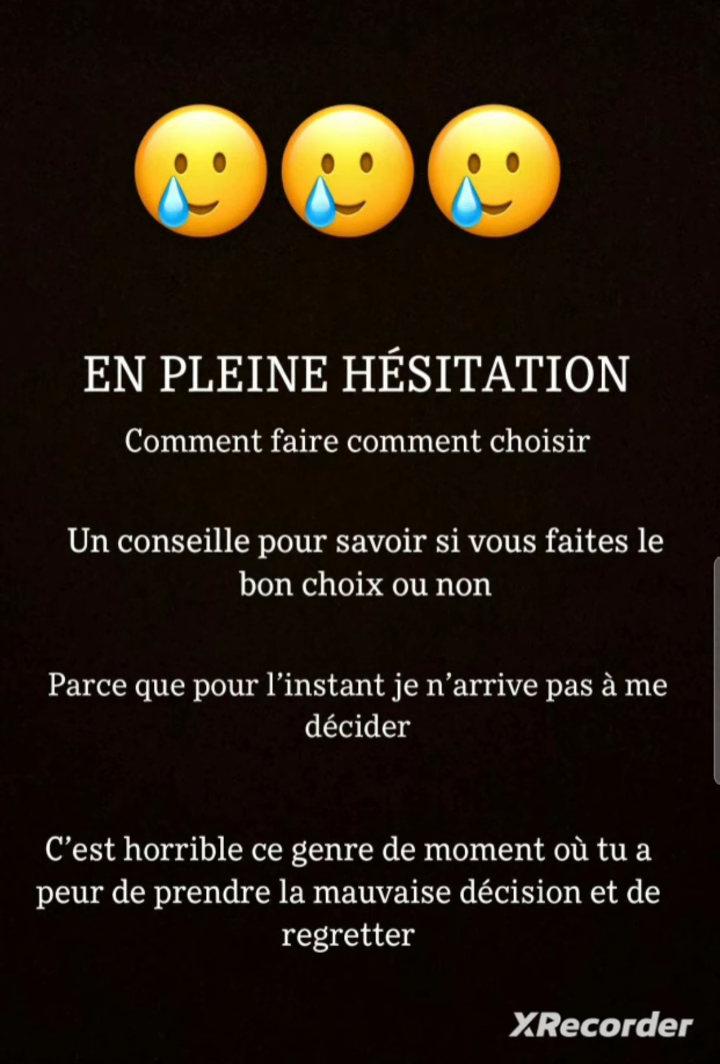 EN PLEINE HÉSITATION
Comment faire comment choisir
Un conseille pour savoir si vous faites le
bon choix ou non
Parce que pour l’instant je n’arrive pas à me
décider
C’est horrible ce genre de moment où tu a
peur de prendre la mauvaise décision et de
regretter
XRecorder